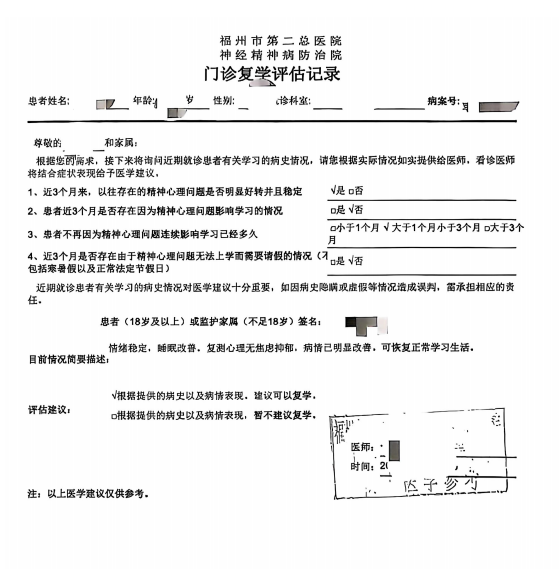 福州市第二总医院
神经精神病防治院
门诊复学评估记录
患者姓名: 年龄: 岁 性别: 诊科室: 病案号:
尊敬的 和家属:
根据您的需求，接下来将询问近期就诊患者有关学习的病史情况，请您根据实际情况如实提供给医师，看诊医师
将结合症状表现给予医学建议，
1、近3个月来，以往存在的精神心理问题是否明显好转并且稳定 √是 □否
2、患者近3个月是否存在因为精神心理问题影响学习的情况 □是 √否
3、患者不再因为精神心理问题连续影响学习已经多久 □小于1个月 √ 大于1个月小于3个月 □大于3个
月
4、近3个月是否存在由于精神心理问题无法上学而需要请假的情况（不
包括寒暑假以及正常法定节假日） □是 √否
近期就诊患者有关学习的病史情况对医学建议十分重要，如因病史隐瞒或虚假等情况造成误判，需承担相应的责
任。
患者（18岁及以上）或监护家属（不足18岁）签名:
情绪稳定，睡眠改善。复测心理无焦虑抑郁，病情已明显改善。可恢复正常学习生活。
目前情况简要描述:
√根据提供的病史以及病情表现，建议可以复学。
评估建议:
□根据提供的病史以及病情表现，暂不建议复学。
医师:
时间: 20
注: 以上医学建议仅供参考。